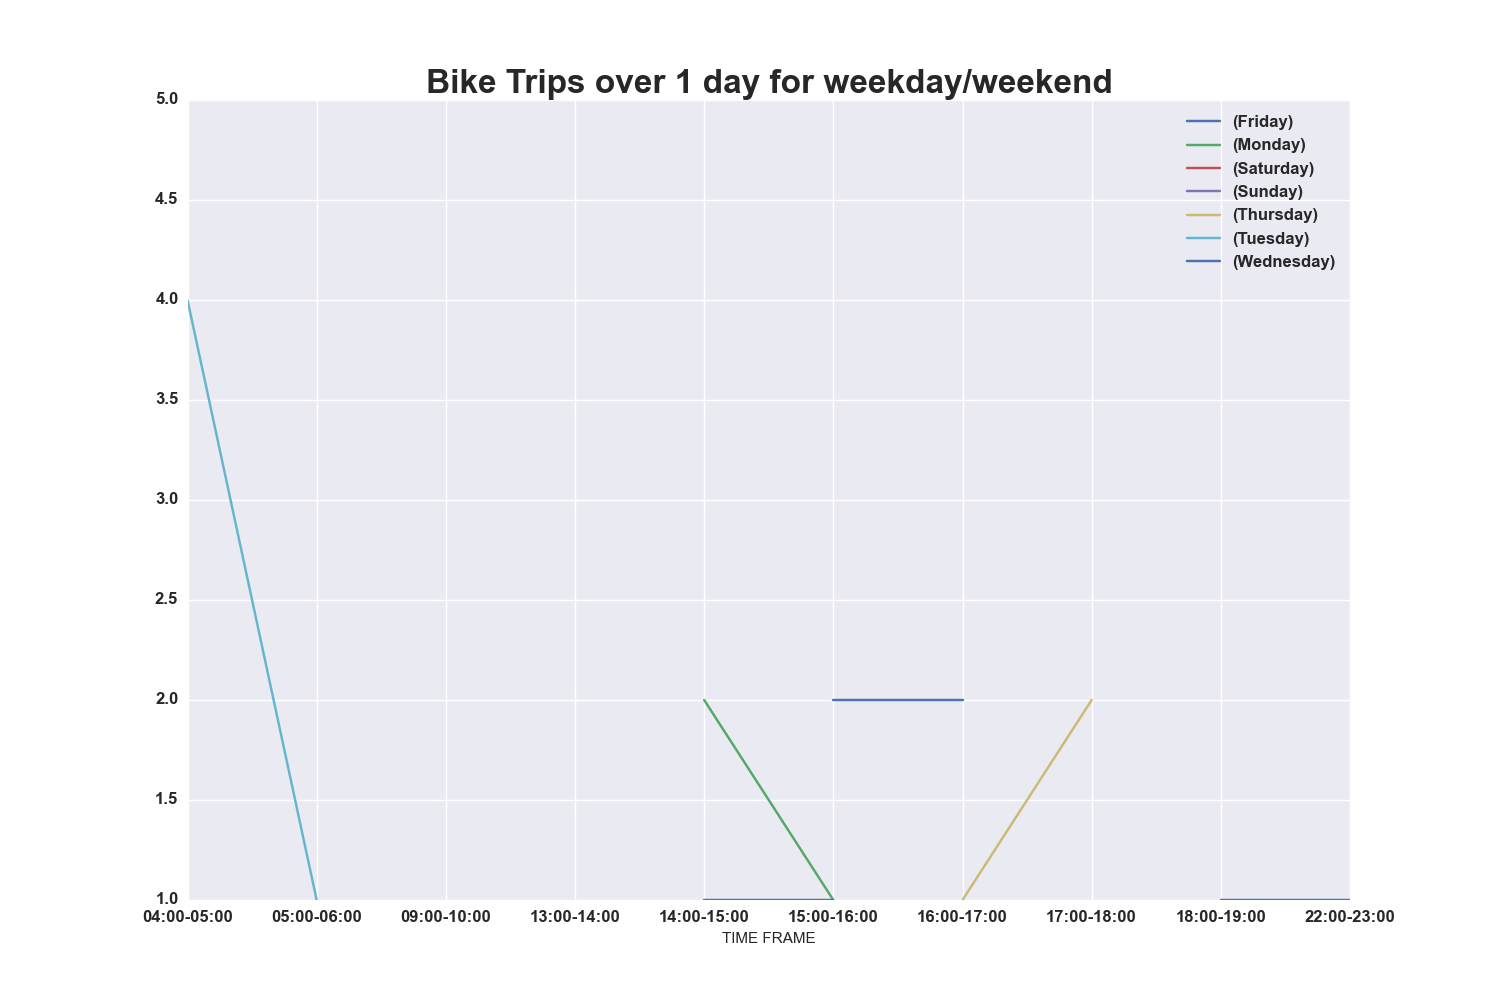 Bike Trips over 1 day for weekday/weekend
5.0
4.5
4.0
3.5
3.0
2.5
2.0
1.5
1.0
(Friday)
(Monday)
(Saturday)
(Sunday)
(Thursday)
(Tuesday)
(Wednesday)
04:00-05:00 05:00-06:00 09:00-10:00 13:00-14:00 14:00-15:00 15:00-16:00 16:00-17:00 17:00-18:00 18:00-19:00 22:00-23:00
TIME FRAME